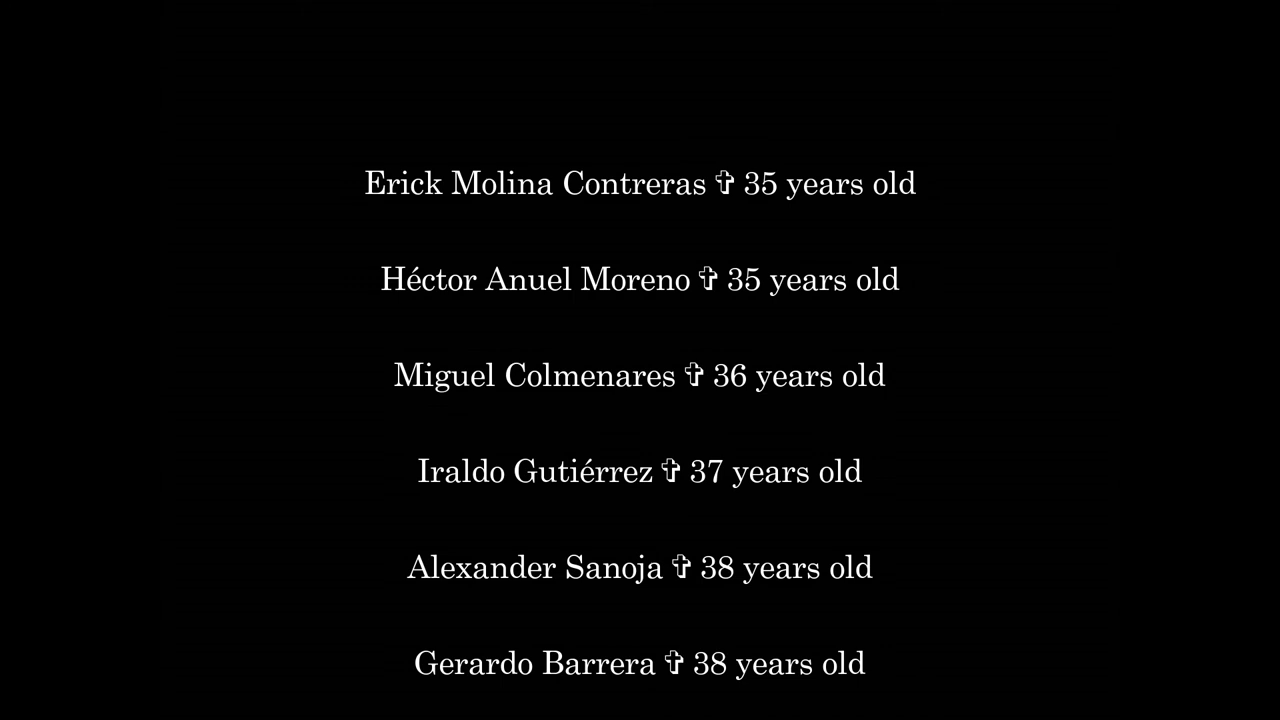 Erick Molina Contreras ✞ 35 years old
Héctor Anuel Moreno ✞ 35 years old
Miguel Colmenares ✞ 36 years old
Iraldo Gutiérrez ✞ 37 years old
Alexander Sanoja ✞ 38 years old
Gerardo Barrera ✞ 38 years old